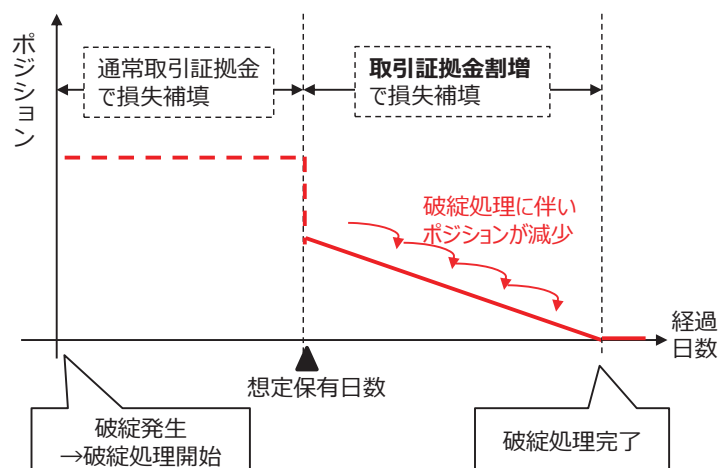 ポジション
通常取引証拠金
で損失補填
取引証拠金割増
で損失補填
破綻処理に伴い
ポジションが減少
経過
日数
想定保有日数
破綻発生
→破綻処理開始
破綻処理完了